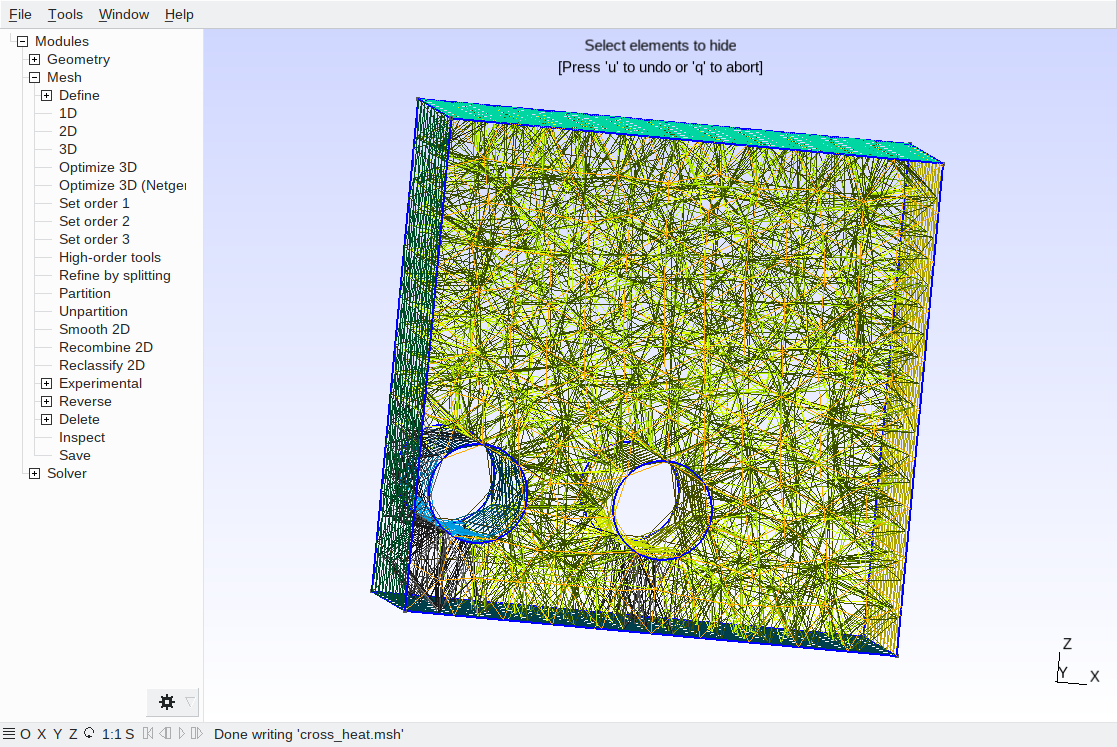 File Tools Window Help
Modules
Geometry
Mesh
Define
1D
2D
3D
Optimize 3D
Optimize 3D (Netgen
Set order 1
Set order 2
Set order 3
High-order tools
Refine by splitting
Partition
Unpartition
Smooth 2D
Recombine 2D
Reclassify 2D
Experimental
Reverse
Delete
Inspect
Save
Solver
Select elements to hide
[Press 'u' to undo or 'q' to abort]
Z
Y X
O X Y Z 1:1 S Done writing 'cross_heat.msh'